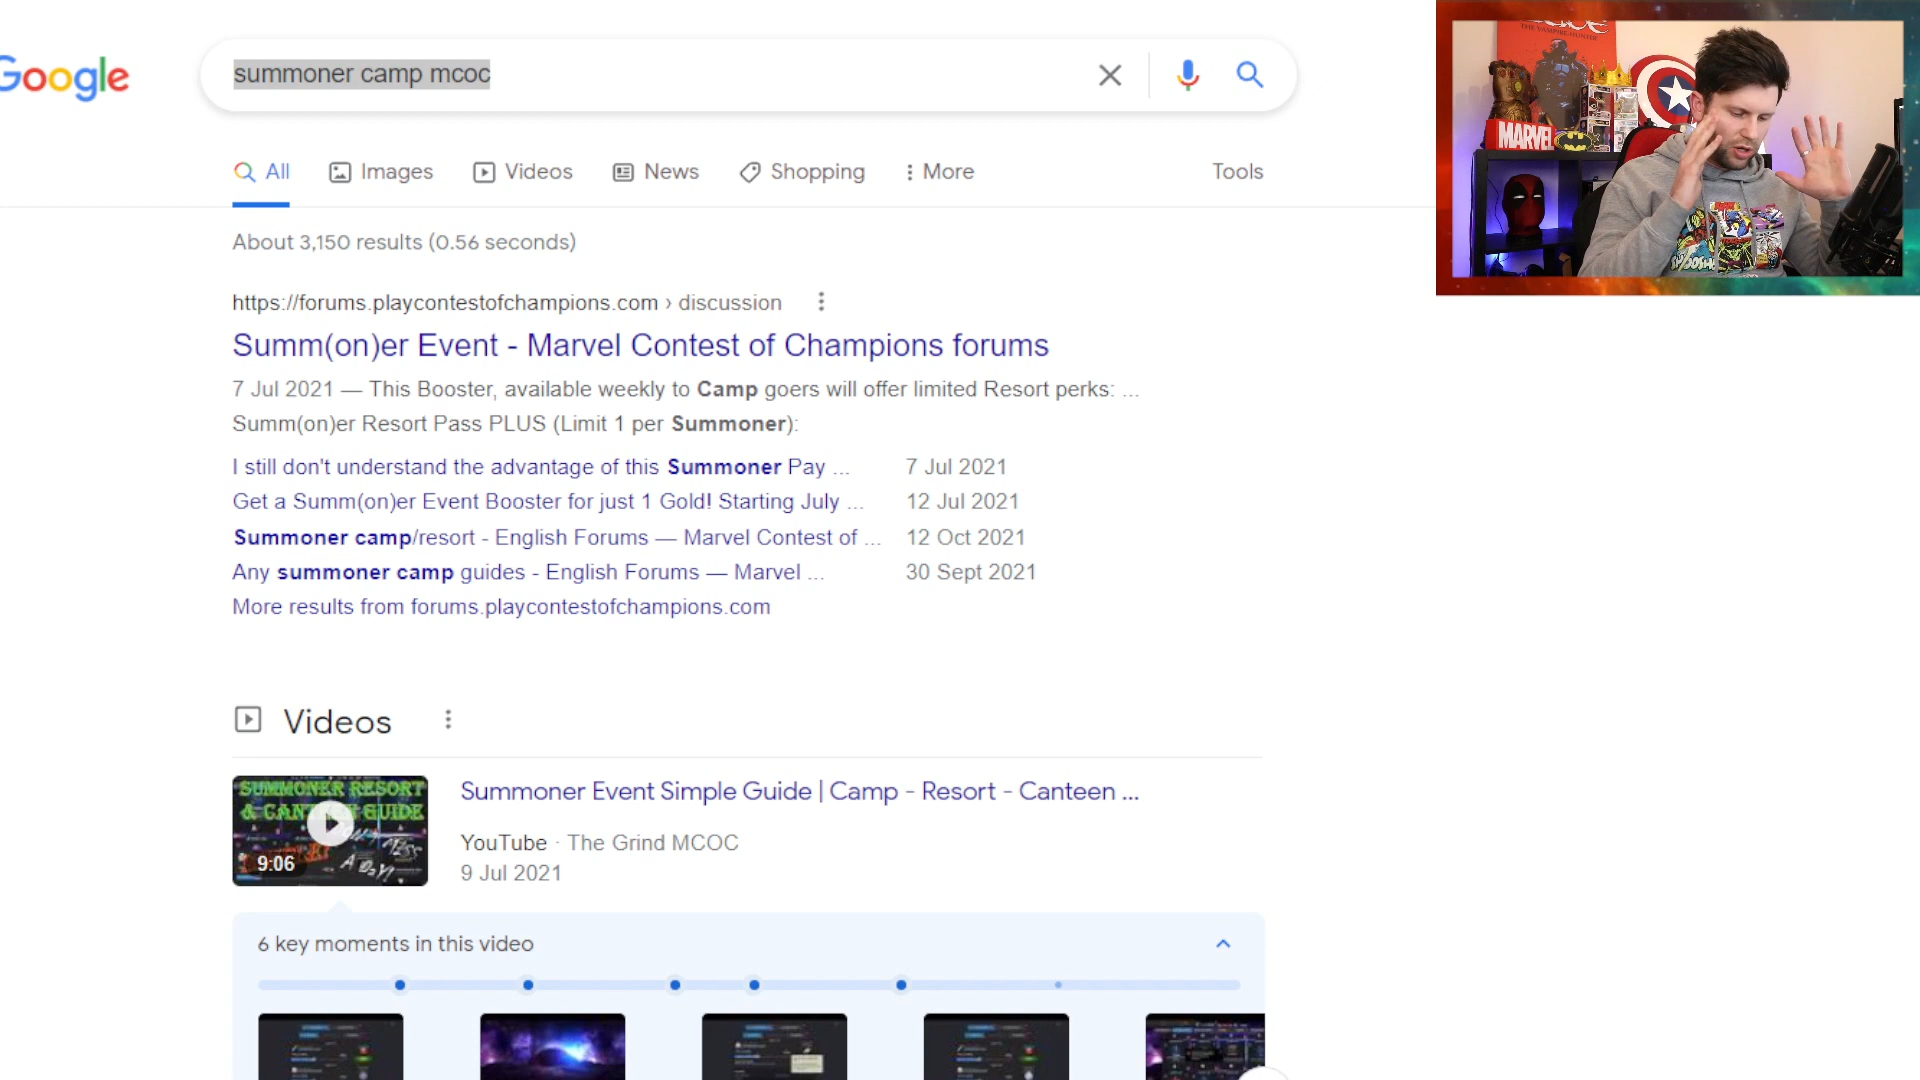 Google
summoner camp mcoc
All
Images
Videos
News
Shopping
More
Tools
About 3,150 results (0.56 seconds)
https://forums.playcontestofchampions.com › discussion
Summ(on)er Event - Marvel Contest of Champions forums
7 Jul 2021 — This Booster, available weekly to Camp goers will offer limited Resort perks: ...
Summ(on)er Resort Pass PLUS (Limit 1 per Summoner):
I still don't understand the advantage of this Summoner Pay ... 7 Jul 2021
Get a Summ(on)er Event Booster for just 1 Gold! Starting July ... 12 Jul 2021
Summoner camp/resort - English Forums — Marvel Contest of ... 12 Oct 2021
Any summoner camp guides - English Forums — Marvel ... 30 Sept 2021
More results from forums.playcontestofchampions.com
Videos
SUMMONER RESORT
& CANTEEN GUIDE
9:06
Summoner Event Simple Guide | Camp - Resort - Canteen ...
YouTube · The Grind MCOC
9 Jul 2021
6 key moments in this video
THE VAMPIRE HUNTER
MARVEL